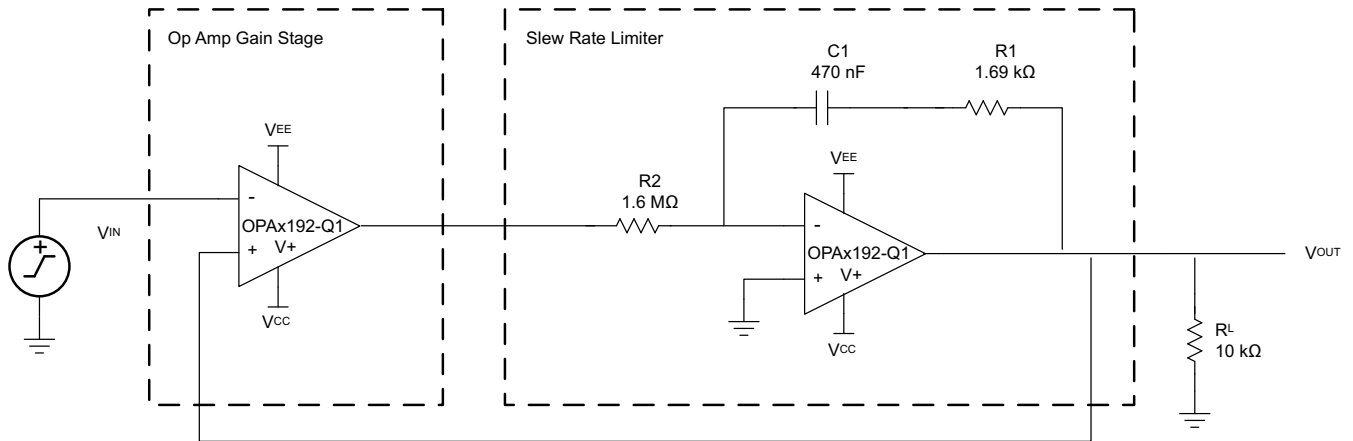 Op Amp Gain Stage
Slew Rate Limiter
C1
470 nF
R1
1.69 kΩ
VEE
VEE
R2
1.6 MΩ
-
OPAx192-Q1
+
V+
VCC
-
OPAx192-Q1
+
V+
VCC
VIN
+
VOUT
RL
10 kΩ